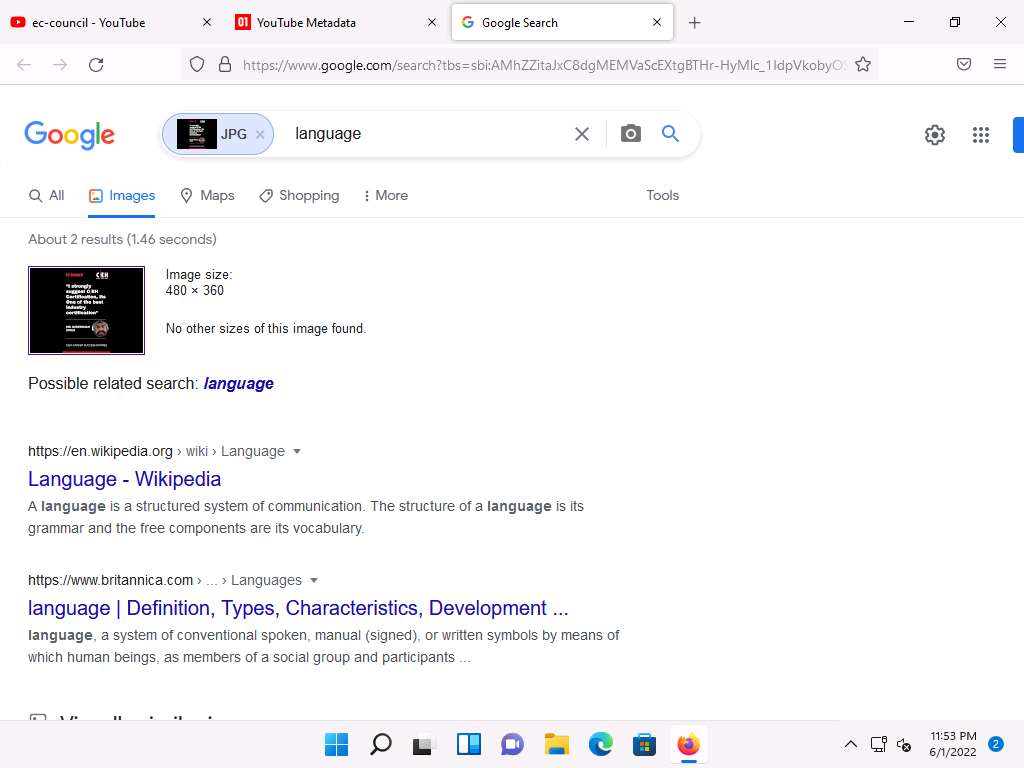 ec-council - YouTube
01 YouTube Metadata
Google Search
https://www.google.com/search?tbs=sbi:AMhZZitaJxC8dgMEMVaScEXtgBTHr-HyMlc_1IdpVkobyOS
Google
JPG
language
All
Images
Maps
Shopping
More
Tools
About 2 results (1.46 seconds)
C|EH
"I strongly
suggest C|EH
Certification, its
One of the best
industry
certification"
Image size:
480 × 360
No other sizes of this image found.
Possible related search: language
https://en.wikipedia.org › wiki › Language
Language - Wikipedia
A language is a structured system of communication. The structure of a language is its
grammar and the free components are its vocabulary.
https://www.britannica.com › ... › Languages
language | Definition, Types, Characteristics, Development ...
language, a system of conventional spoken, manual (signed), or written symbols by means of
which human beings, as members of a social group and participants ...
11:53 PM
6/1/2022
2